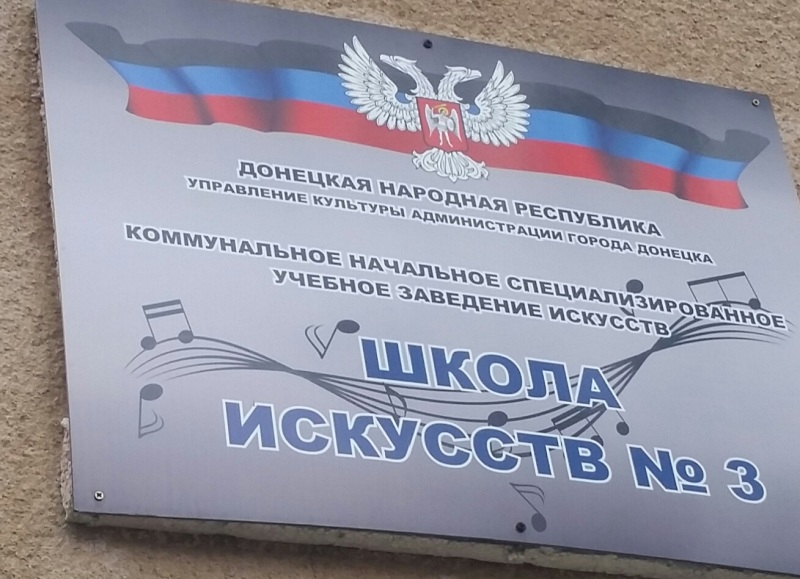 ДОНЕЦКАЯ НАРОДНАЯ РЕСПУБЛИКА
УПРАВЛЕНИЕ КУЛЬТУРЫ АДМИНИСТРАЦИИ ГОРОДА ДОНЕЦКА
КОММУНАЛЬНОЕ НАЧАЛЬНОЕ СПЕЦИАЛИЗИРОВАННОЕ
УЧЕБНОЕ ЗАВЕДЕНИЕ ИСКУССТВ
ШКОЛА
ИСКУССТВ № 3